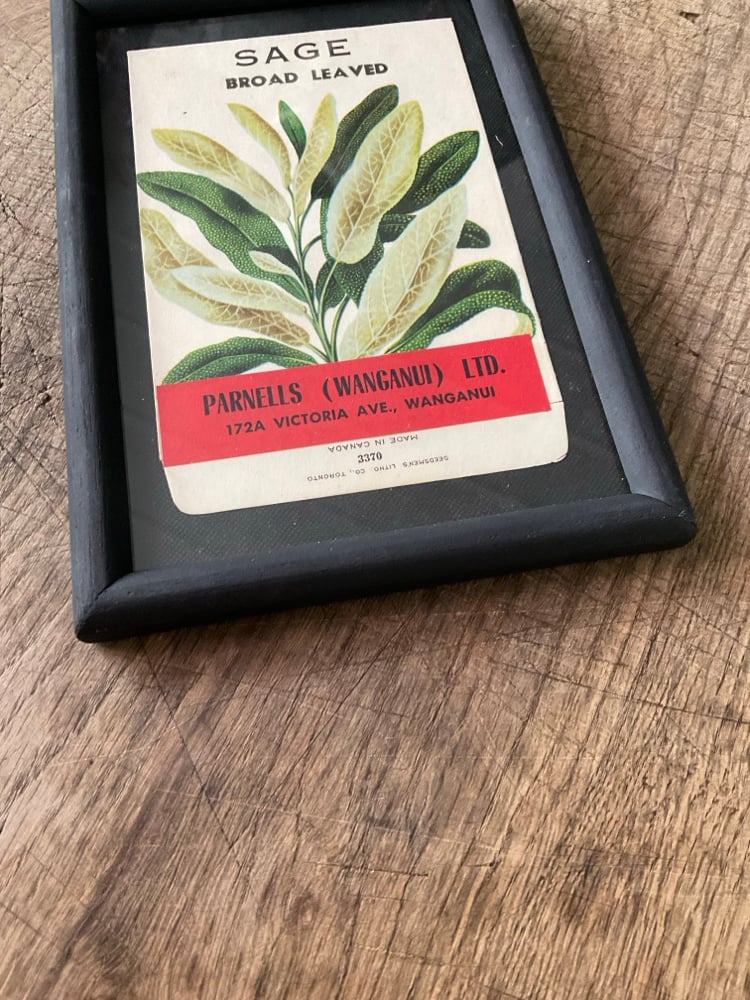 SAGE
BROAD LEAVED
PARNELLS (WANGANUI) LTD.
172A VICTORIA AVE., WANGANUI
MADE IN CANADA
3370
SEEDSMEN'S LITHO. CO., TORONTO